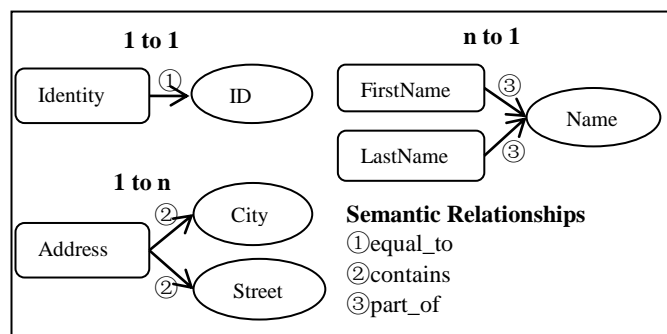 1 to 1
Identity
①
ID
n to 1
FirstName
③
LastName
③
Name
1 to n
Address
②
City
②
Street
Semantic Relationships
①equal_to
②contains
③part_of